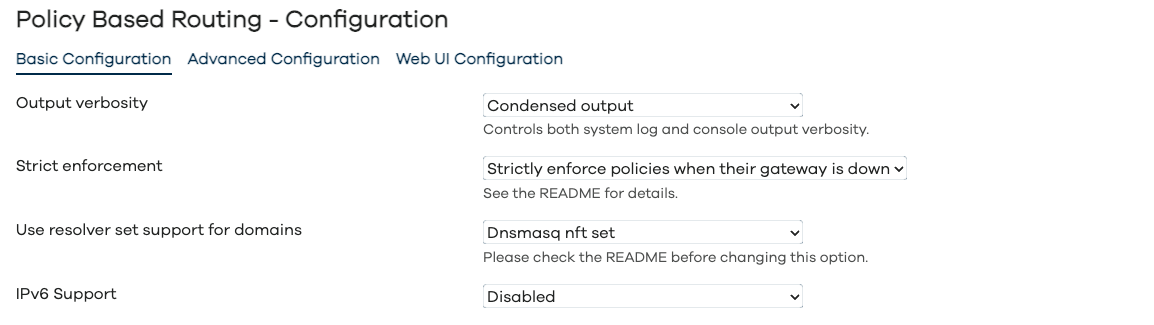 Policy Based Routing - Configuration
Basic Configuration Advanced Configuration Web UI Configuration
Output verbosity Condensed output
Controls both system log and console output verbosity.
Strict enforcement Strictly enforce policies when their gateway is down
See the README for details.
Use resolver set support for domains Dnsmasq nft set
Please check the README before changing this option.
IPv6 Support Disabled